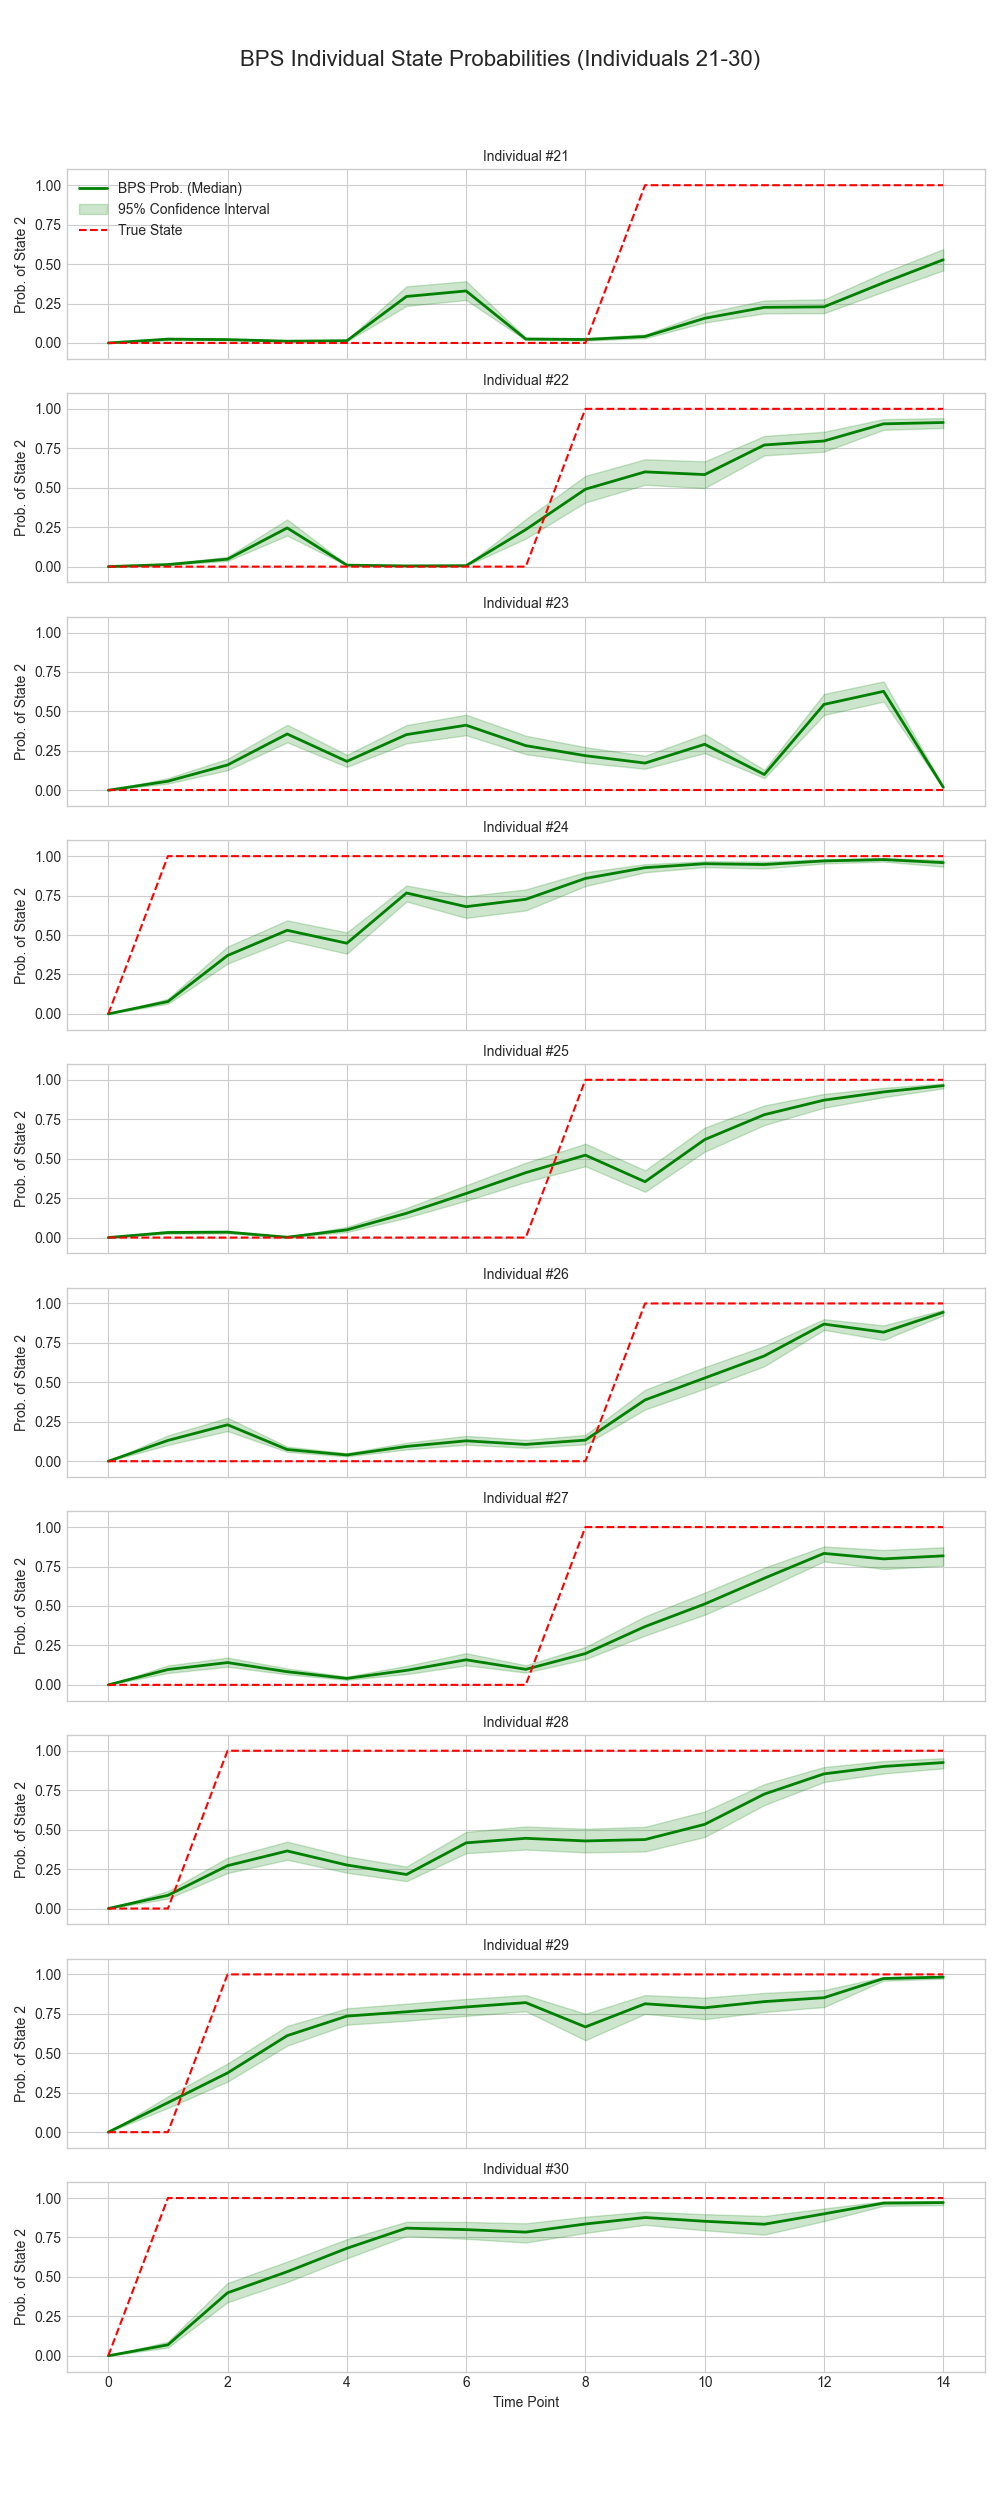 BPS Individual State Probabilities (Individuals 21-30)
Individual #21
Prob. of State 2
1.00
0.75
0.50
0.25
0.00
BPS Prob. (Median)
95% Confidence Interval
True State
Individual #22
Prob. of State 2
1.00
0.75
0.50
0.25
0.00
Individual #23
Prob. of State 2
1.00
0.75
0.50
0.25
0.00
Individual #24
Prob. of State 2
1.00
0.75
0.50
0.25
0.00
Individual #25
Prob. of State 2
1.00
0.75
0.50
0.25
0.00
Individual #26
Prob. of State 2
1.00
0.75
0.50
0.25
0.00
Individual #27
Prob. of State 2
1.00
0.75
0.50
0.25
0.00
Individual #28
Prob. of State 2
1.00
0.75
0.50
0.25
0.00
Individual #29
Prob. of State 2
1.00
0.75
0.50
0.25
0.00
Individual #30
Prob. of State 2
1.00
0.75
0.50
0.25
0.00
0 2 4 6 8 10 12 14
Time Point